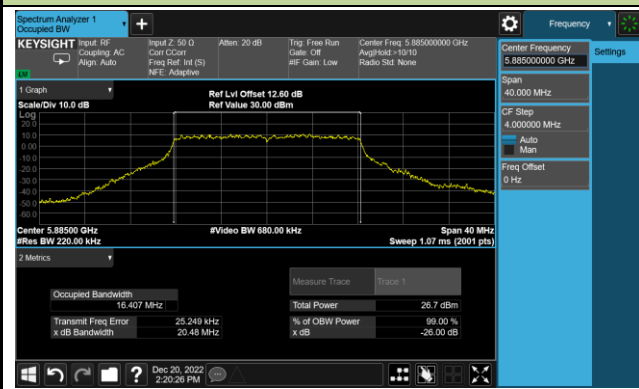 Spectrum Analyzer 1
Occupied BW
+
Frequency
KEYSIGHT
Input: RF
Coupling: AC
Align: Auto
Input Z: 50 Ω
Corr CCorr
Freq Ref: Int (S)
NFE: Adaptive
Atten: 20 dB
Trig: Free Run
Gate: Off
#IF Gain: Low
Center Freq: 5.885000000 GHz
Avg|Hold:>10/10
Radio Std: None
Center Frequency
5.885000000 GHz
Settings
Span
40.000 MHz
CF Step
4.000000 MHz
Auto
Man
Freq Offset
0 Hz
1 Graph
Scale/Div 10.0 dB
Ref Lvl Offset 12.60 dB
Ref Value 30.00 dBm
Log
20.0
10.0
0.00
-10.0
-20.0
-30.0
-40.0
-50.0
-60.0
Center 5.88500 GHz
#Res BW 220.00 kHz
#Video BW 680.00 kHz
Span 40 MHz
Sweep 1.07 ms (2001 pts)
2 Metrics
Measure Trace
Trace 1
Occupied Bandwidth
16.407 MHz
Total Power
26.7 dBm
Transmit Freq Error
25.249 kHz
% of OBW Power
99.00 %
x dB Bandwidth
20.48 MHz
x dB
-26.00 dB
?
Dec 20, 2022
2:20:26 PM